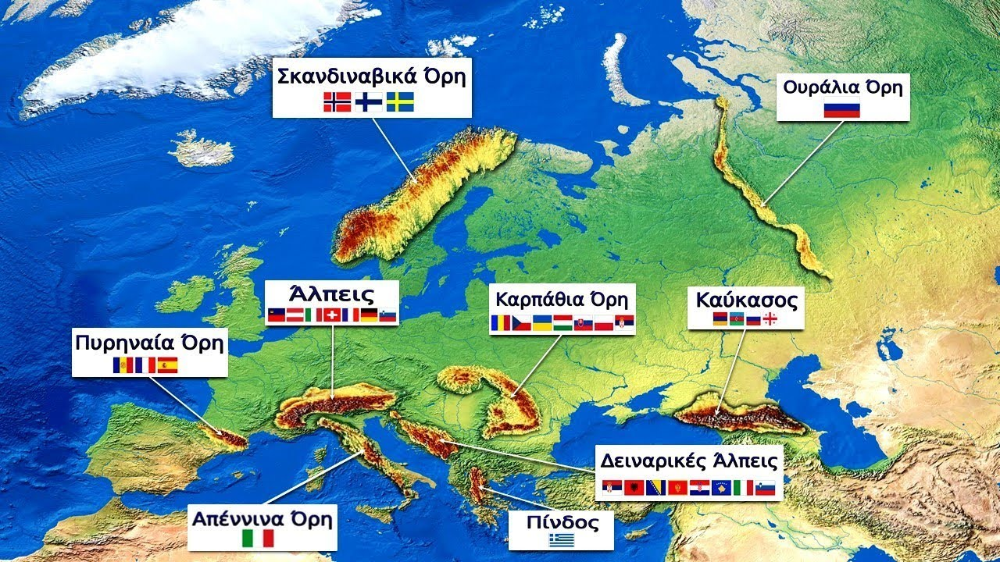 Σκανδιναβικά Όρη
Ουράλια Όρη
Άλπεις
Καρπάθια Όρη
Καύκασος
Πυρηναία Όρη
Δειναρικές Άλπεις
Απέννινα Όρη
Πίνδος